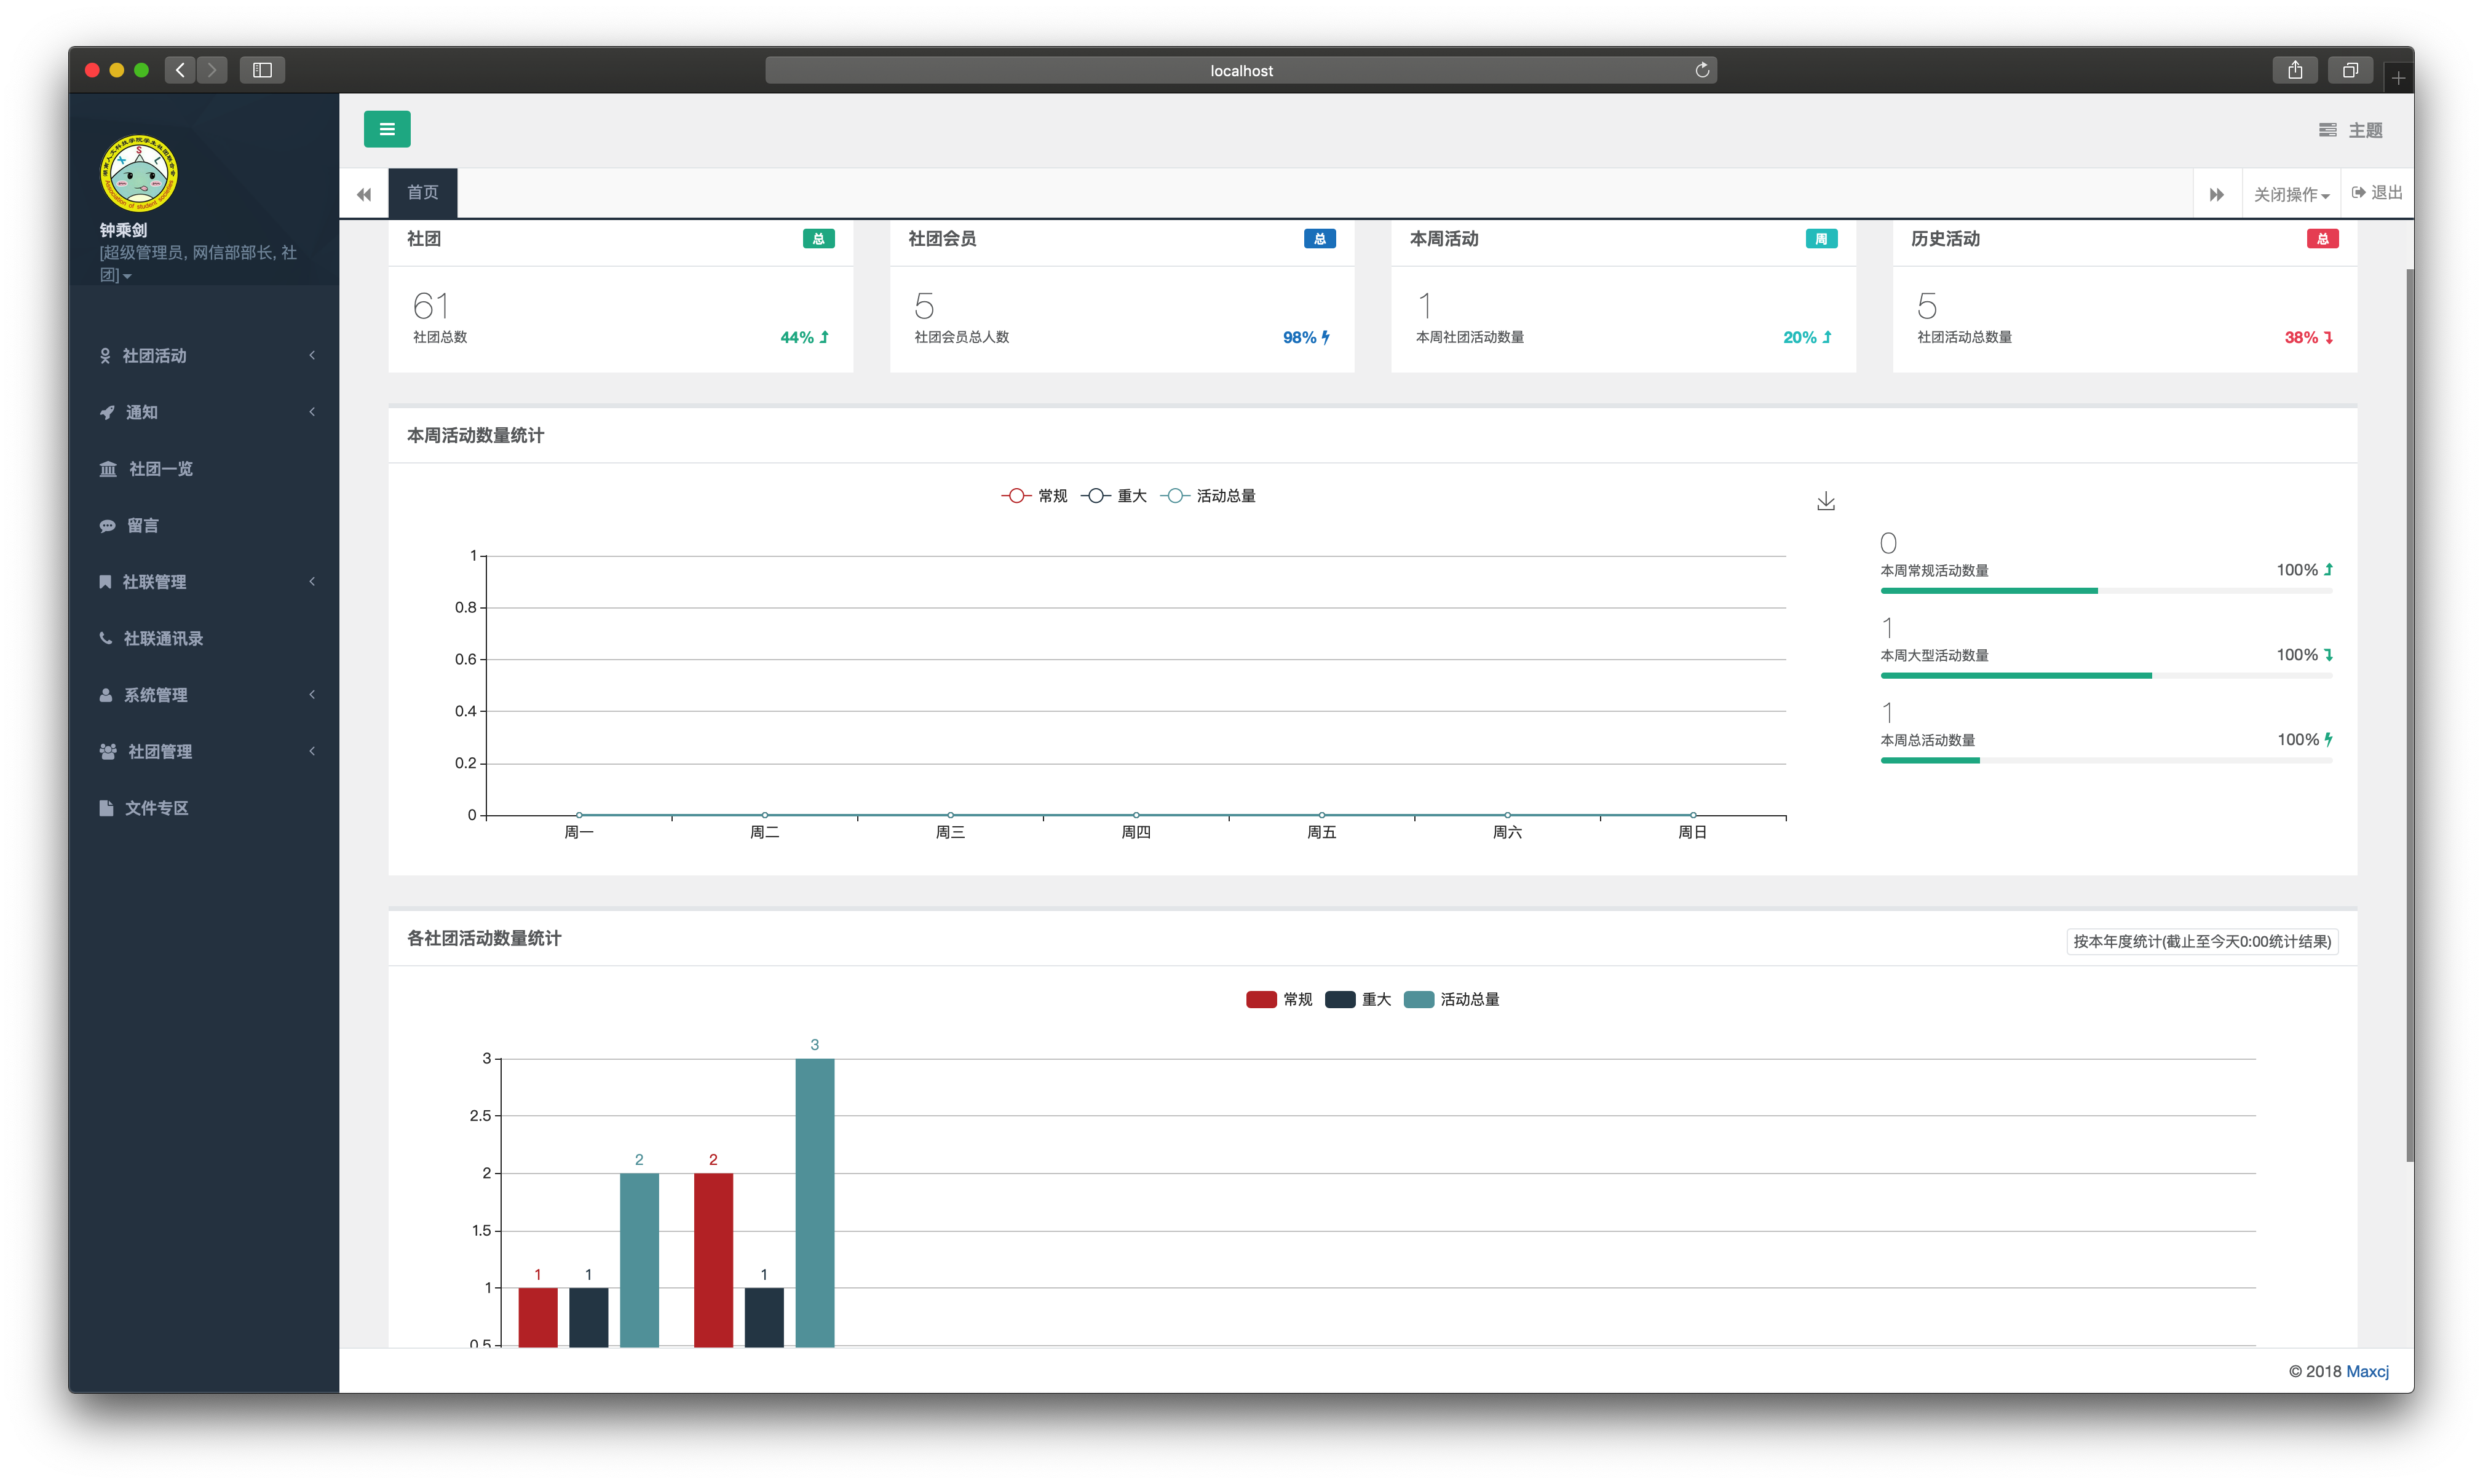 localhost
钟乘剑
[超级管理员, 网信部部长, 社
团]
社团活动
通知
社团一览
留言
社联管理
社联通讯录
系统管理
社团管理
文件专区
主题
首页
关闭操作
退出
社团 总
61
社团总数 44%
社团会员 总
5
社团会员总人数 98%
本周活动 周
1
本周社团活动数量 20%
历史活动 总
5
社团活动总数量 38%
本周活动数量统计
常规 重大 活动总量
1
0.8
0.6
0.4
0.2
0
周一 周二 周三 周四 周五 周六 周日
0
本周常规活动数量 100%
1
本周大型活动数量 100%
1
本周总活动数量 100%
各社团活动数量统计
按本年度统计(截止至今天0:00统计结果)
常规 重大 活动总量
3
2.5
2
1.5
1
0.5
1 1 2 2 1 3
© 2018 Maxcj